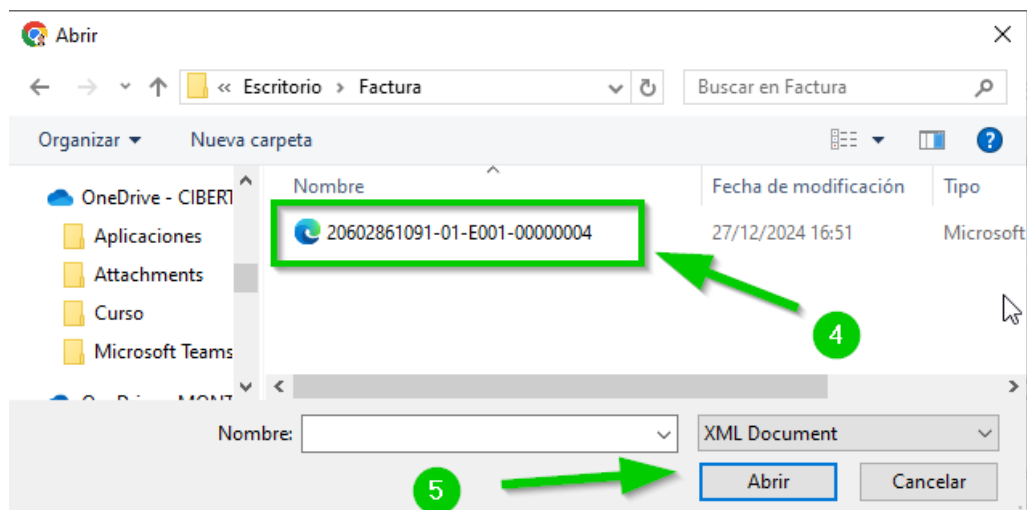 Abrir
« Escritorio > Factura
Buscar en Factura
Organizar
Nueva carpeta
Nombre
Fecha de modificación
Tipo
OneDrive - CIBERT
Aplicaciones
Attachments
Curso
Microsoft Teams
20602861091-01-E001-00000004
27/12/2024 16:51
Microsoft
4
Nombre:
XML Document
5
Abrir
Cancelar